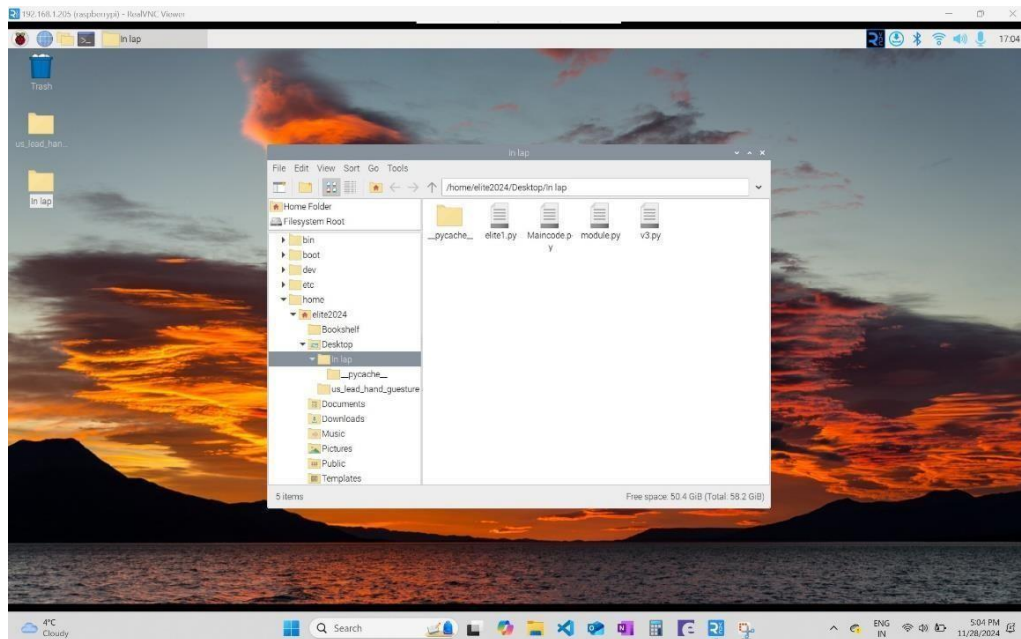 192.168.1.205 (raspberrypi) - RealVNC Viewer
In lap
17:04
Trash
us_lead_han...
In lap
In lap
File Edit View Sort Go Tools
/home/elite2024/Desktop/In lap
Home Folder
Filesystem Root
bin
boot
dev
etc
home
elite2024
Bookshelf
Desktop
In lap
__pycache__
us_lead_hand_guesture
Documents
Downloads
Music
Pictures
Public
Templates
__pycache__ elite1.py Maincode.p module.py v3.py
y
5 items Free space: 50.4 GiB (Total: 58.2 GiB)
4°C
Cloudy
Search
ENG
IN
5:04 PM
11/28/2024